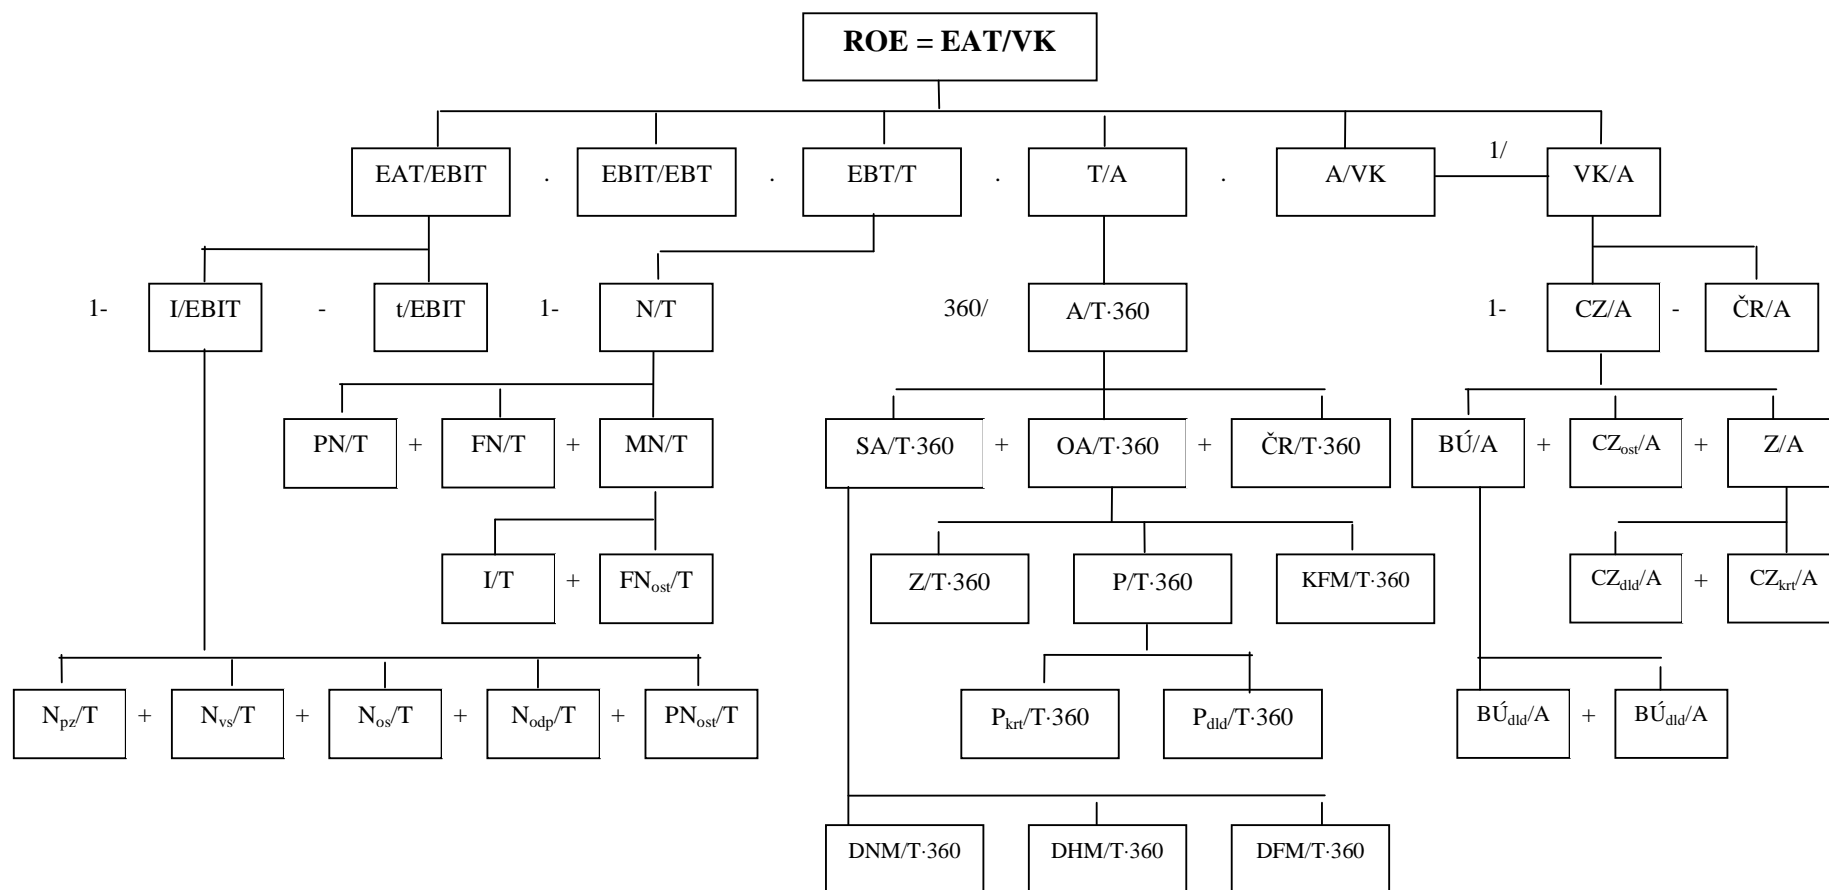 ROE = EAT/VK
1/
EAT/EBIT . EBIT/EBT . EBT/T . T/A . A/VK VK/A
1- I/EBIT - t/EBIT 1- N/T 360/ A/T·360 1- CZ/A - ČR/A
PN/T + FN/T + MN/T SA/T·360 + OA/T·360 + ČR/T·360 BÚ/A + CZost/A + Z/A
I/T + FNost/T Z/T·360 P/T·360 KFM/T·360 CZdld/A + CZkrt/A
Npz/T + Nvs/T + Nos/T + Nodp/T + PNost/T Pkrt/T·360 Pdld/T·360 BÚdld/A + BÚdld/A
DNM/T·360 DHM/T·360 DFM/T·360